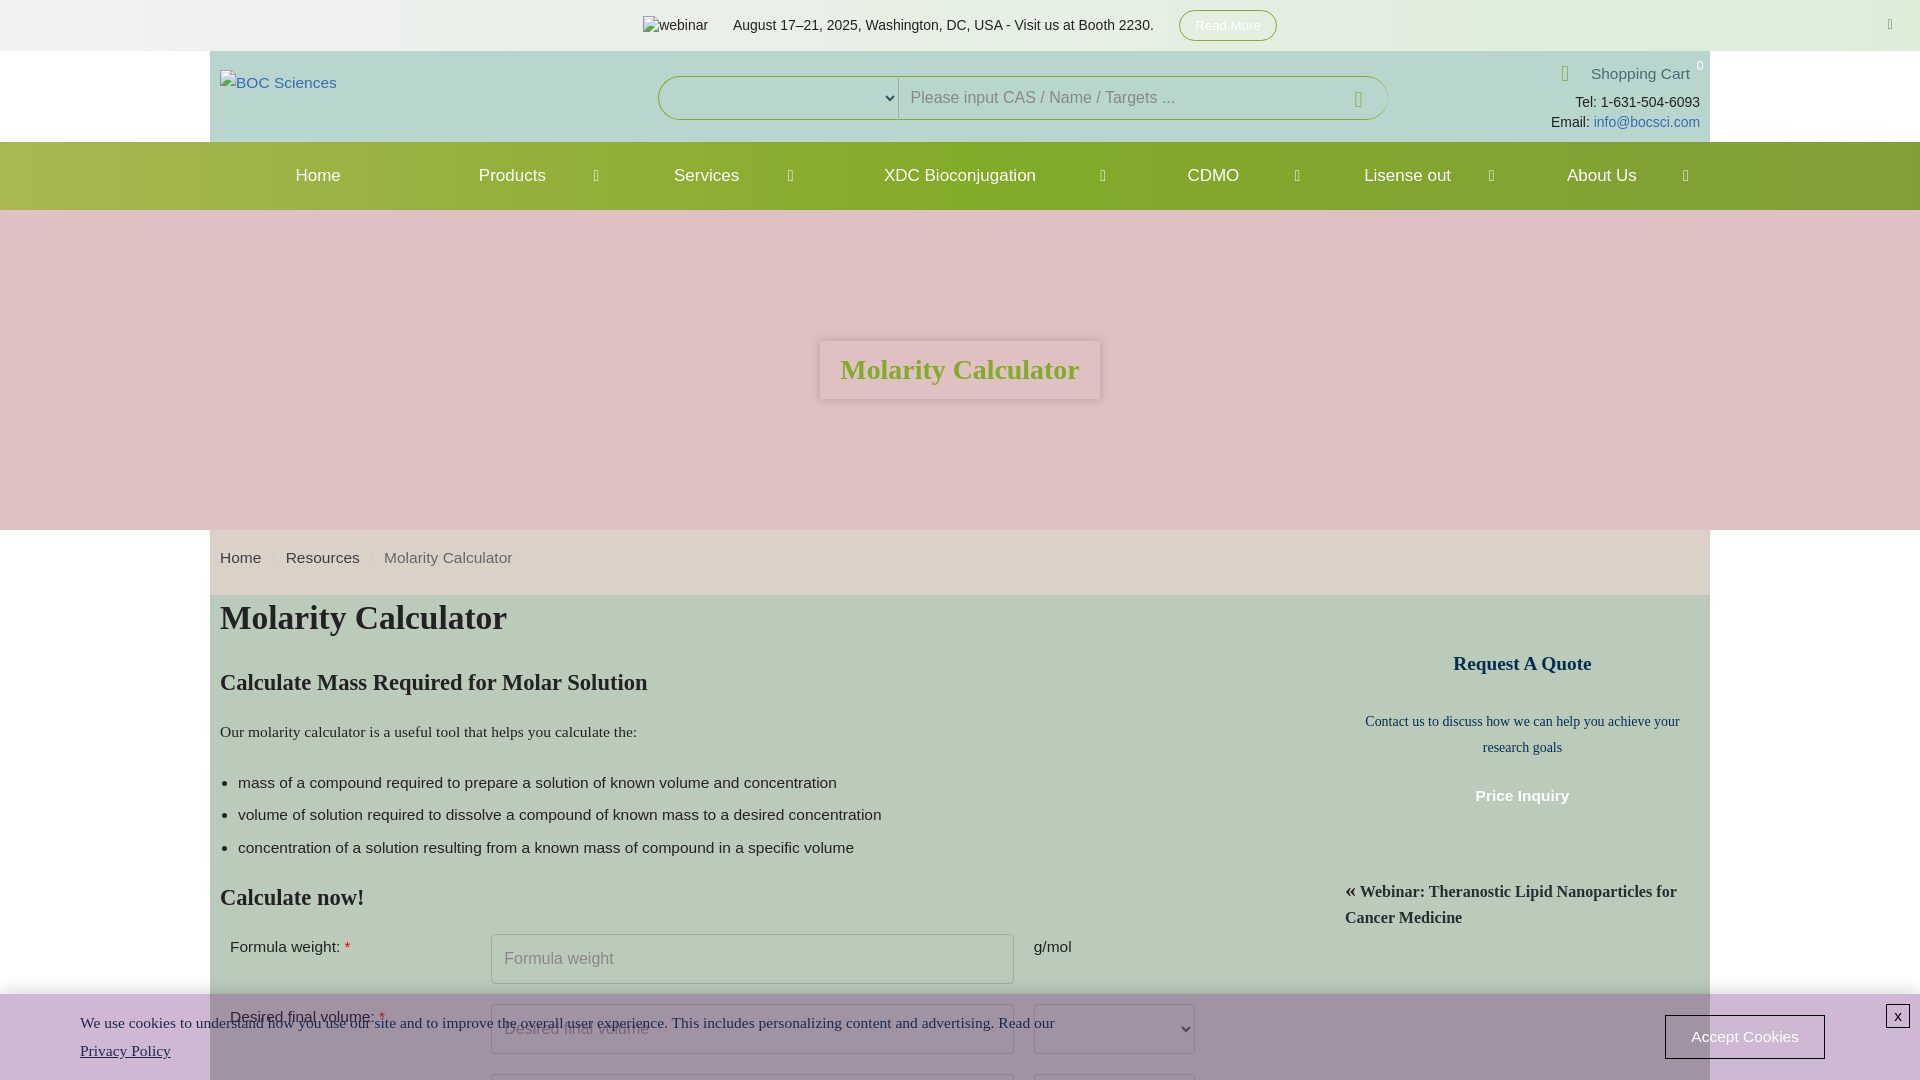 webinar August 17–21, 2025, Washington, DC, USA - Visit us at Booth 2230. Read More
BOC Sciences
Please input CAS / Name / Targets ...
Shopping Cart 0
Tel: 1-631-504-6093
Email: info@bocsci.com
Home Products Services XDC Bioconjugation CDMO Lisense out About Us
Molarity Calculator
Home / Resources / Molarity Calculator
Molarity Calculator
Calculate Mass Required for Molar Solution
Our molarity calculator is a useful tool that helps you calculate the:
• mass of a compound required to prepare a solution of known volume and concentration
• volume of solution required to dissolve a compound of known mass to a desired concentration
• concentration of a solution resulting from a known mass of compound in a specific volume
Calculate now!
Formula weight: * Formula weight g/mol
Desired final volume: * Desired final volume
Request A Quote
Contact us to discuss how we can help you achieve your
research goals
Price Inquiry
« Webinar: Theranostic Lipid Nanoparticles for
Cancer Medicine
We use cookies to understand how you use our site and to improve the overall user experience. This includes personalizing content and advertising. Read our
Privacy Policy
Accept Cookies
x